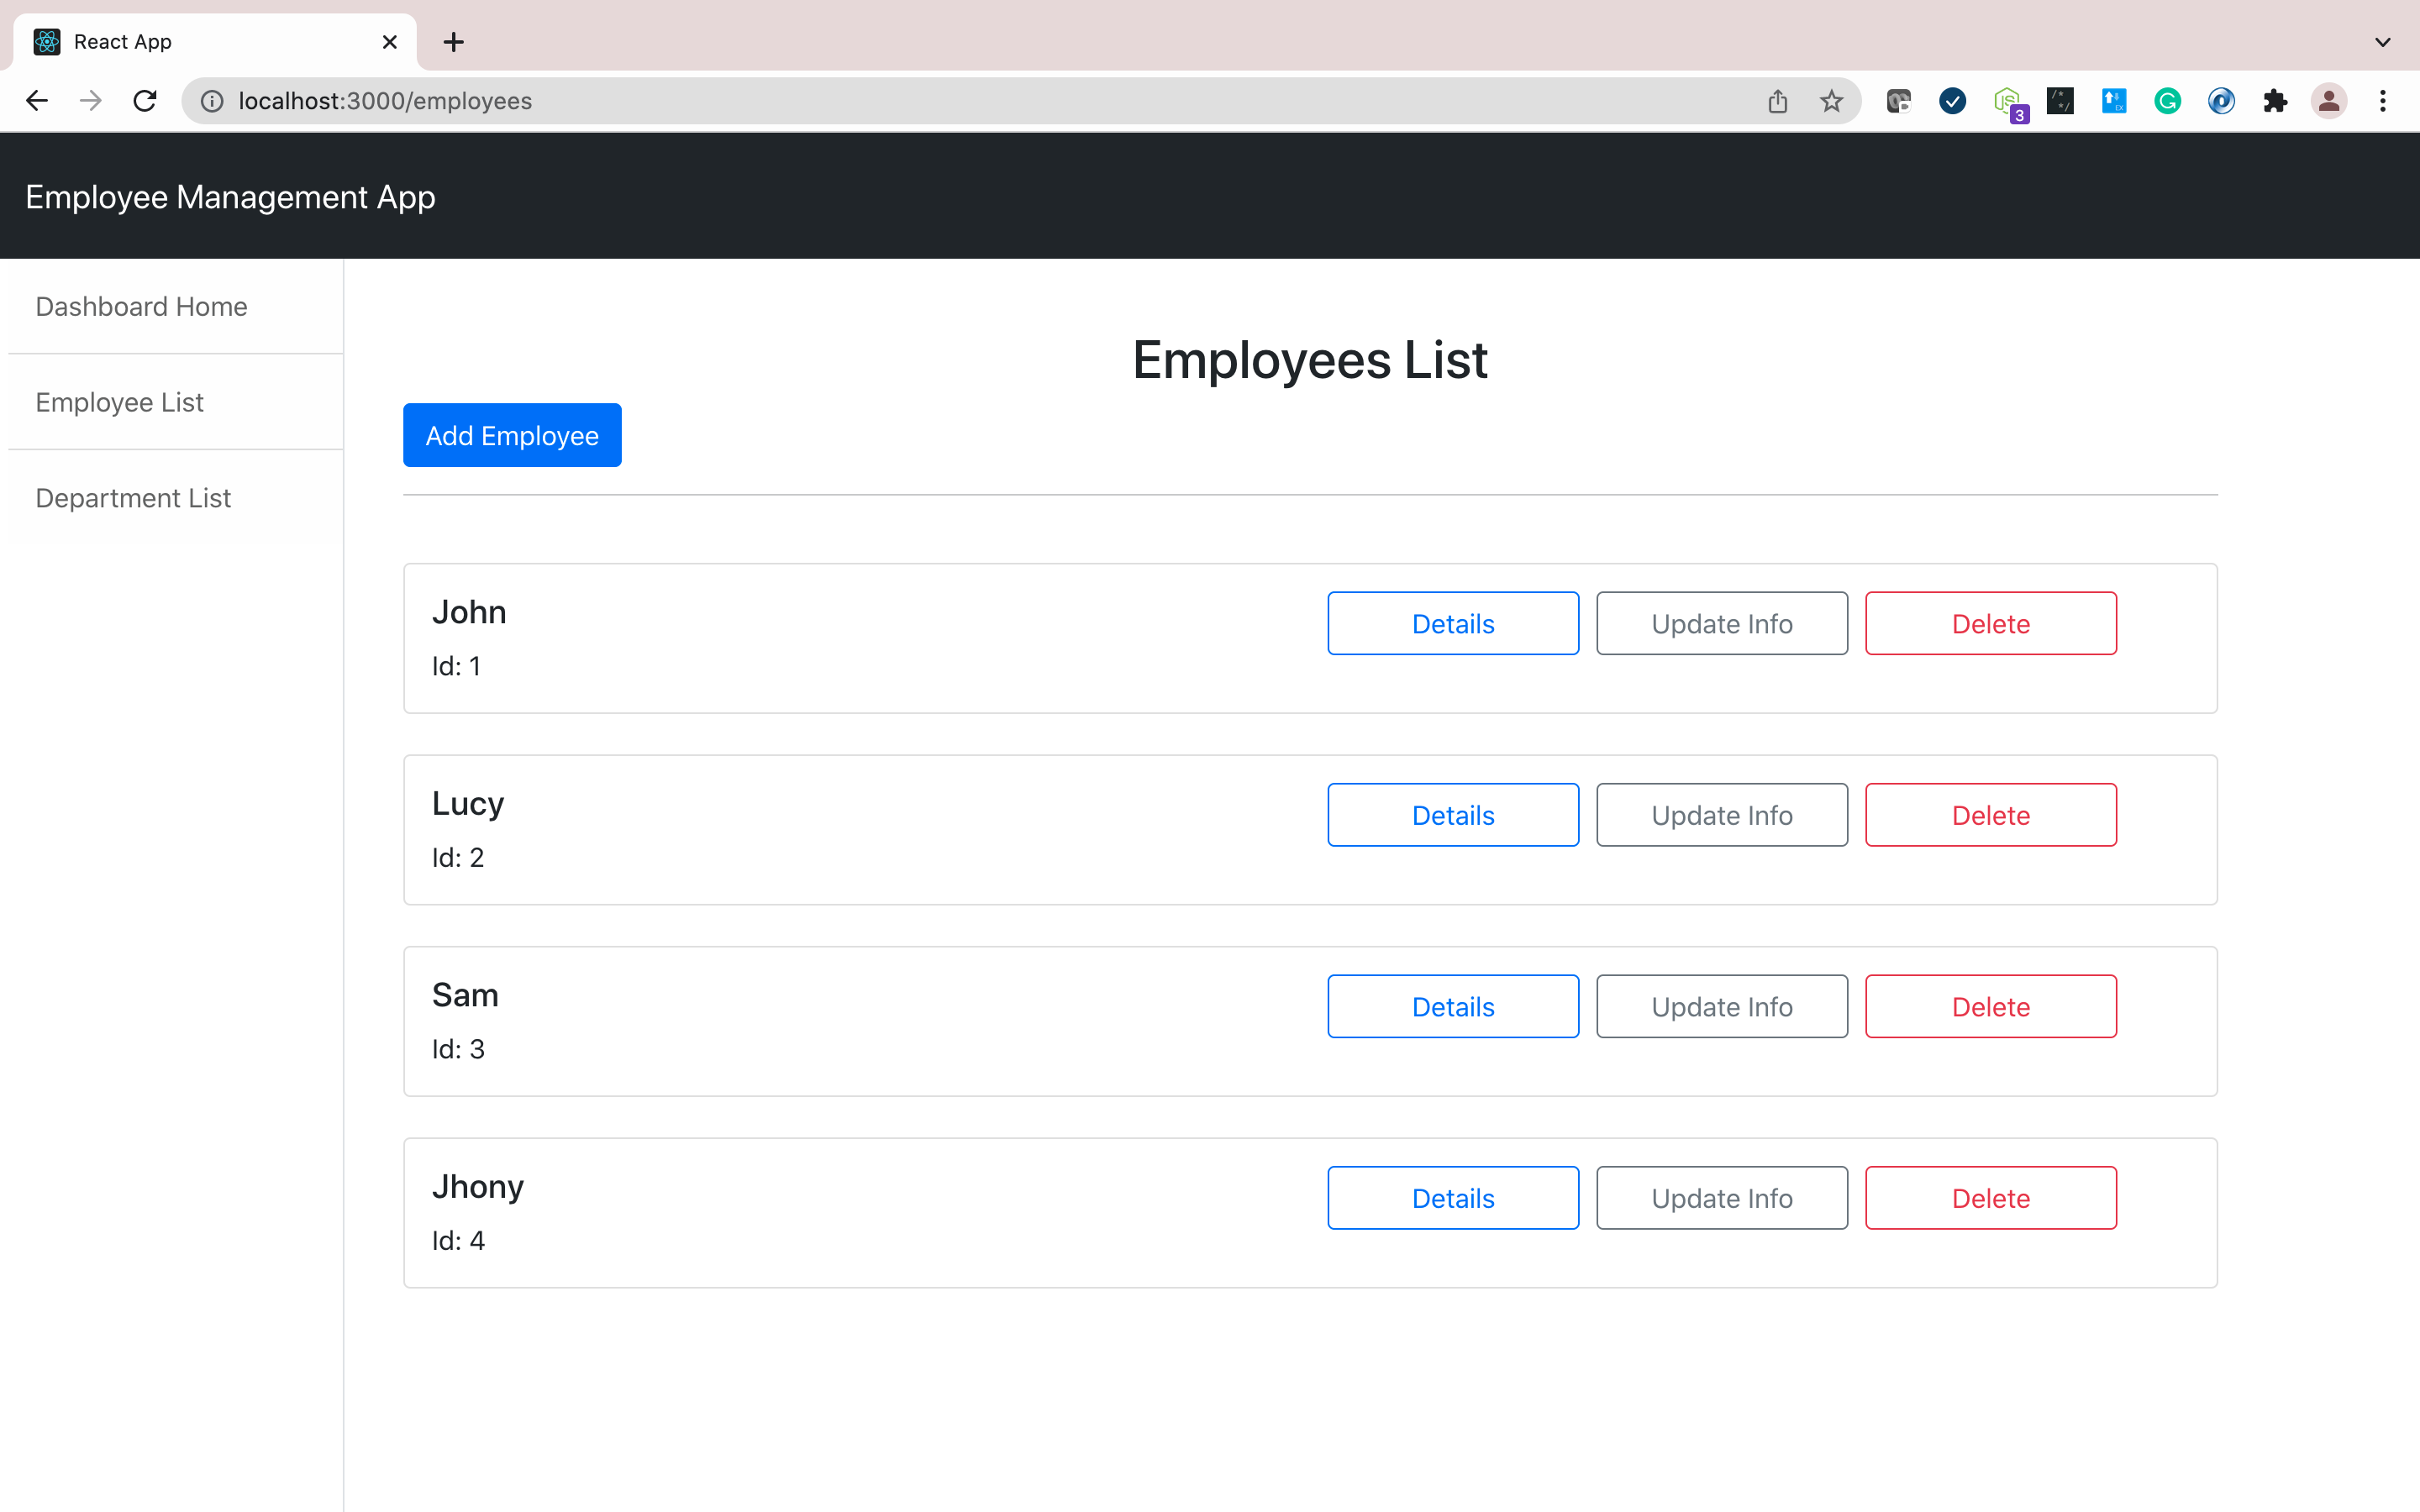 React App
localhost:3000/employees
3
Employee Management App
Dashboard Home
Employee List
Department List
Employees List
Add Employee
John
Id: 1
Details Update Info Delete
Lucy
Id: 2
Details Update Info Delete
Sam
Id: 3
Details Update Info Delete
Jhony
Id: 4
Details Update Info Delete